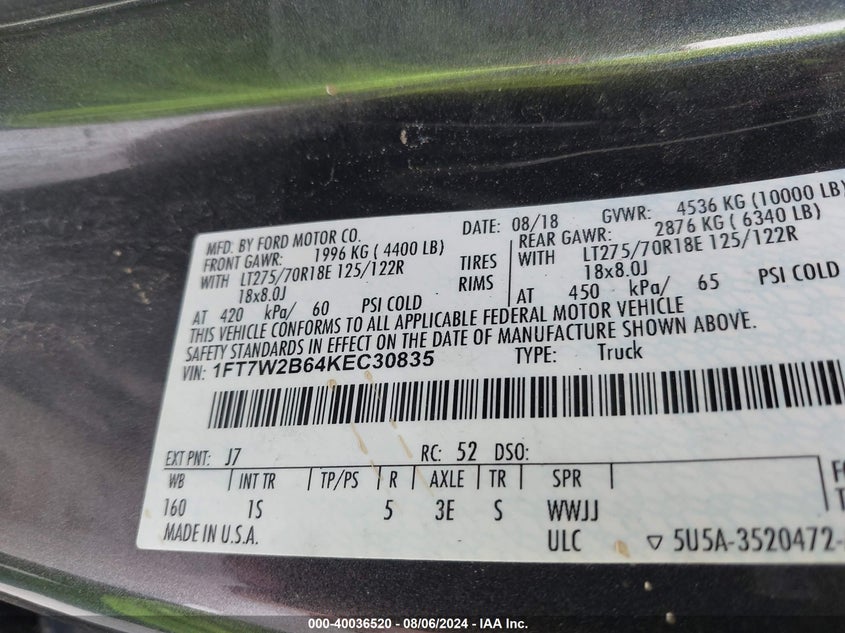 MFD. BY FORD MOTOR CO. DATE: 08/18 GVWR: 4536 KG (10000 LB)
FRONT GAWR: 1996 KG ( 4400 LB) REAR GAWR: 2876 KG ( 6340 LB)
WITH LT275/70R18E 125/122R TIRES WITH LT275/70R18E 125/122R
18x8.0J RIMS 18x8.0J
AT 420 kPa/ 60 PSI COLD AT 450 kPa/ 65 PSI COLD
THIS VEHICLE CONFORMS TO ALL APPLICABLE FEDERAL MOTOR VEHICLE
SAFETY STANDARDS IN EFFECT ON THE DATE OF MANUFACTURE SHOWN ABOVE.
VIN: 1FT7W2B64KEC30835 TYPE: Truck
EXT PNT: J7 RC: 52 DSO:
WB INT TR TP/PS R AXLE TR SPR
160 1S 5 3E S WWJJ
MADE IN U.S.A. ULC 5U5A-3520472-
000-40036520 - 08/06/2024 - IAA Inc.